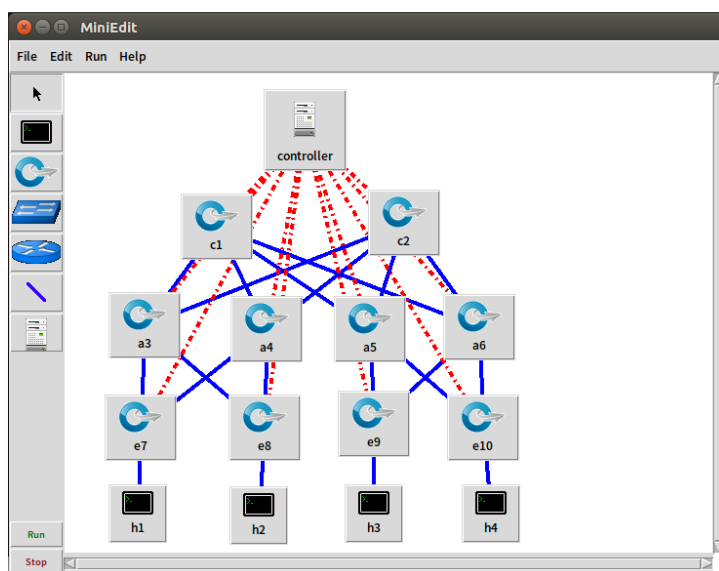 MiniEdit
File Edit Run Help
controller
c1 c2
a3 a4 a5 a6
e7 e8 e9 e10
h1 h2 h3 h4
Run
Stop